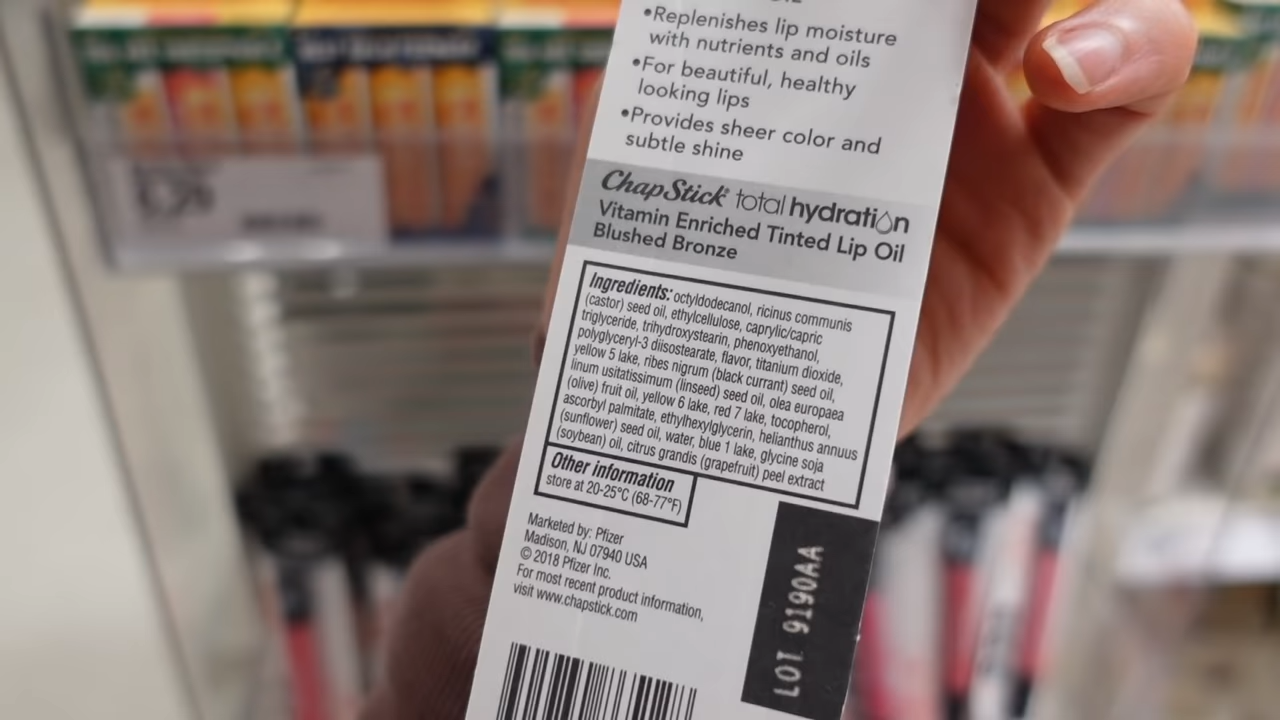 •Replenishes lip moisture
with nutrients and oils
•For beautiful, healthy
looking lips
•Provides sheer color and
subtle shine
ChapStick total hydration
Vitamin Enriched Tinted Lip Oil
Blushed Bronze
Ingredients: octyldodecanol, ricinus communis
(castor) seed oil, ethylcellulose, caprylic/capric
triglyceride, trihydroxystearin, phenoxyethanol,
polyglyceryl-3 diisostearate, flavor, titanium dioxide,
yellow 5 lake, ribes nigrum (black currant) seed oil,
linum usitatissimum (linseed) seed oil, olea europaea
(olive) fruit oil, yellow 6 lake, red 7 lake, tocopherol,
ascorbyl palmitate, ethylhexylglycerin, helianthus annuus
(sunflower) seed oil, water, blue 1 lake, glycine soja
(soybean) oil, citrus grandis (grapefruit) peel extract
Other information
store at 20-25°C (68-77°F)
Marketed by: Pfizer
Madison, NJ 07940 USA
© 2018 Pfizer Inc.
For most recent product information,
visit www.chapstick.com
LOT 9190AA